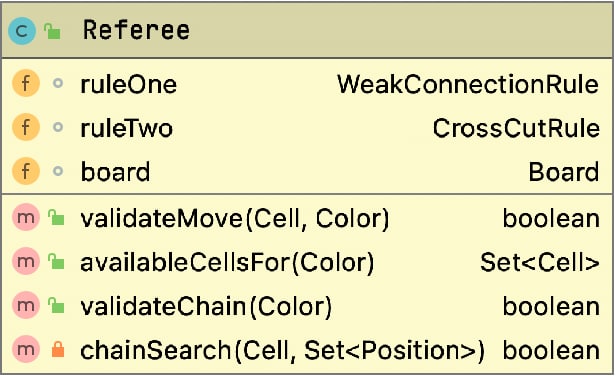 C Referee
f ruleOne WeakConnectionRule
f ruleTwo CrossCutRule
f board Board
m validateMove(Cell, Color) boolean
m availableCellsFor(Color) Set<Cell>
m validateChain(Color) boolean
m chainSearch(Cell, Set<Position>) boolean